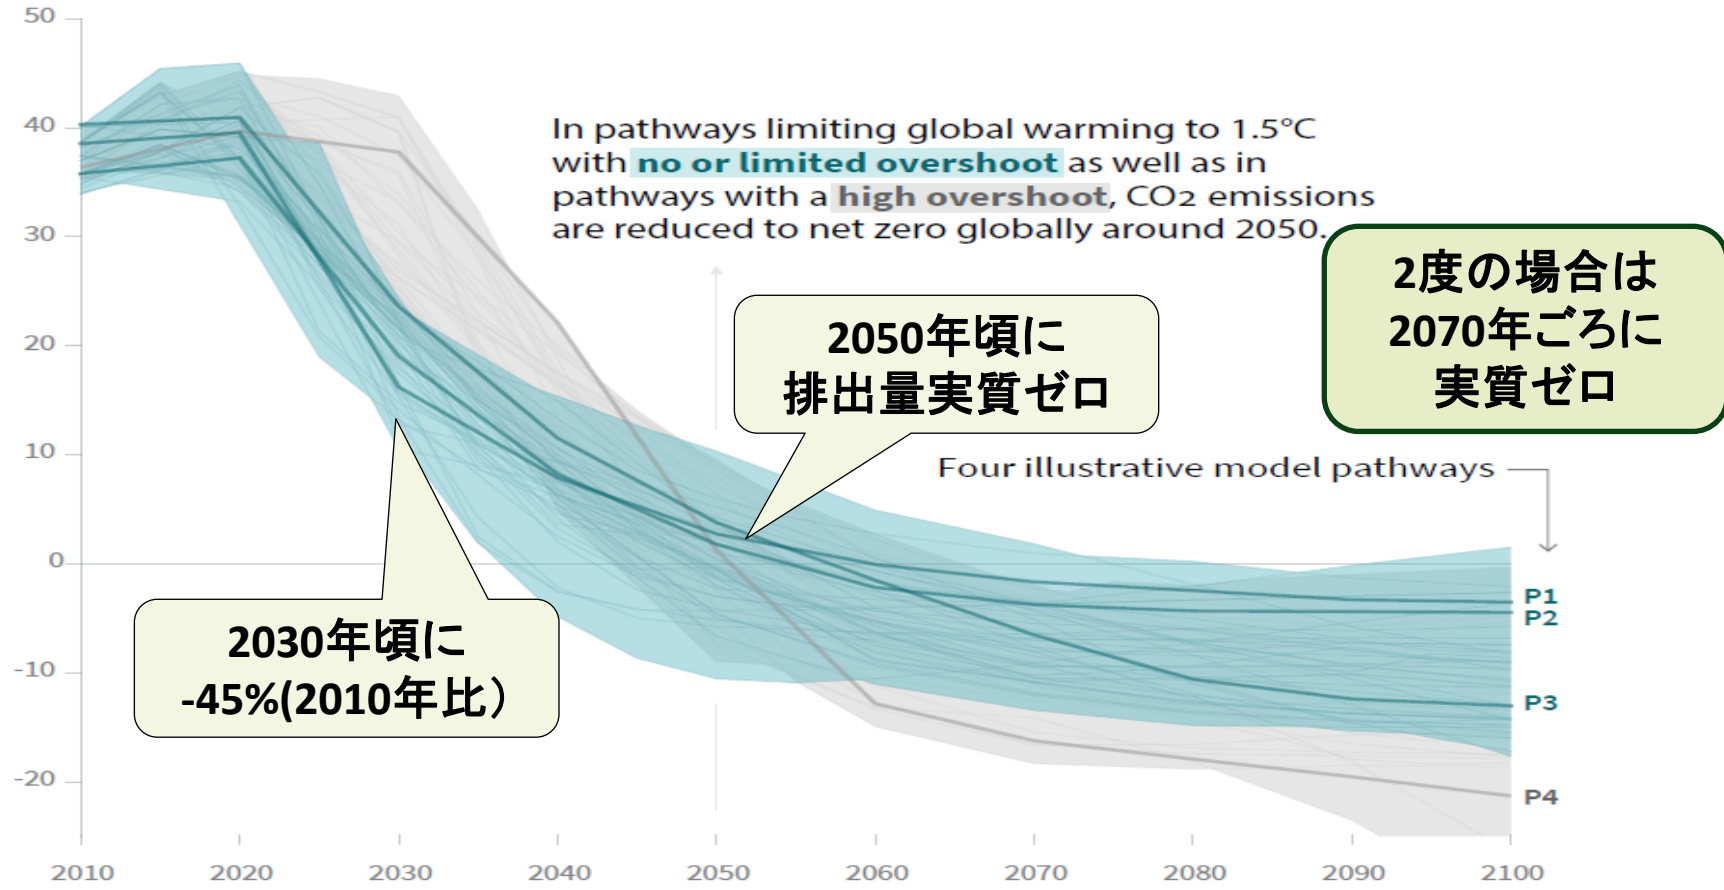 50
40
30
20
10
0
-10
-20
In pathways limiting global warming to 1.5°C
with no or limited overshoot as well as in
pathways with a high overshoot, CO2 emissions
are reduced to net zero globally around 2050.
2度の場合は
2070年ごろに
実質ゼロ
2050年頃に
排出量実質ゼロ
Four illustrative model pathways
2030年頃に
-45%(2010年比）
P1
P2
P3
P4
2010 2020 2030 2040 2050 2060 2070 2080 2090 2100